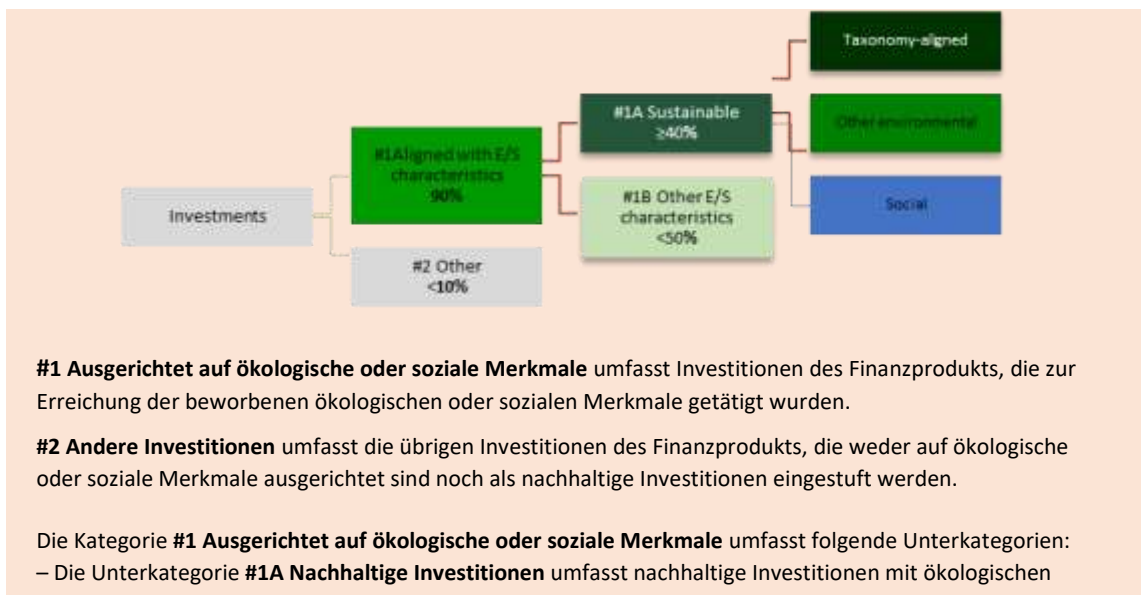 Taxonomy-aligned
#1A Sustainable
≥40%
Other environmental
#1Aligned with E/S
characteristics
90%
Investments
#1B Other E/S
characteristics
<50%
Social
#2 Other
<10%
#1 Ausgerichtet auf ökologische oder soziale Merkmale umfasst Investitionen des Finanzprodukts, die zur
Erreichung der beworbenen ökologischen oder sozialen Merkmale getätigt wurden.
#2 Andere Investitionen umfasst die übrigen Investitionen des Finanzprodukts, die weder auf ökologische
oder soziale Merkmale ausgerichtet sind noch als nachhaltige Investitionen eingestuft werden.
Die Kategorie #1 Ausgerichtet auf ökologische oder soziale Merkmale umfasst folgende Unterkategorien:
– Die Unterkategorie #1A Nachhaltige Investitionen umfasst nachhaltige Investitionen mit ökologischen